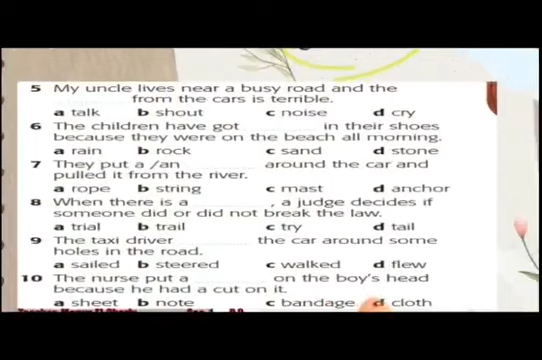 5 My uncle lives near a busy road and the
.............. from the cars is terrible.
a talk b shout c noise d cry
6 The children have got .............. in their shoes
because they were on the beach all morning.
a rain b rock c sand d stone
7 They put a /an .............. around the car and
pulled it from the river.
a rope b string c mast d anchor
8 When there is a .............. , a judge decides if
someone did or did not break the law.
a trial b trail c try d tail
9 The taxi driver .............. the car around some
holes in the road.
a sailed b steered c walked d flew
10 The nurse put a .............. on the boy's head
because he had a cut on it.
a sheet b note c bandage d cloth